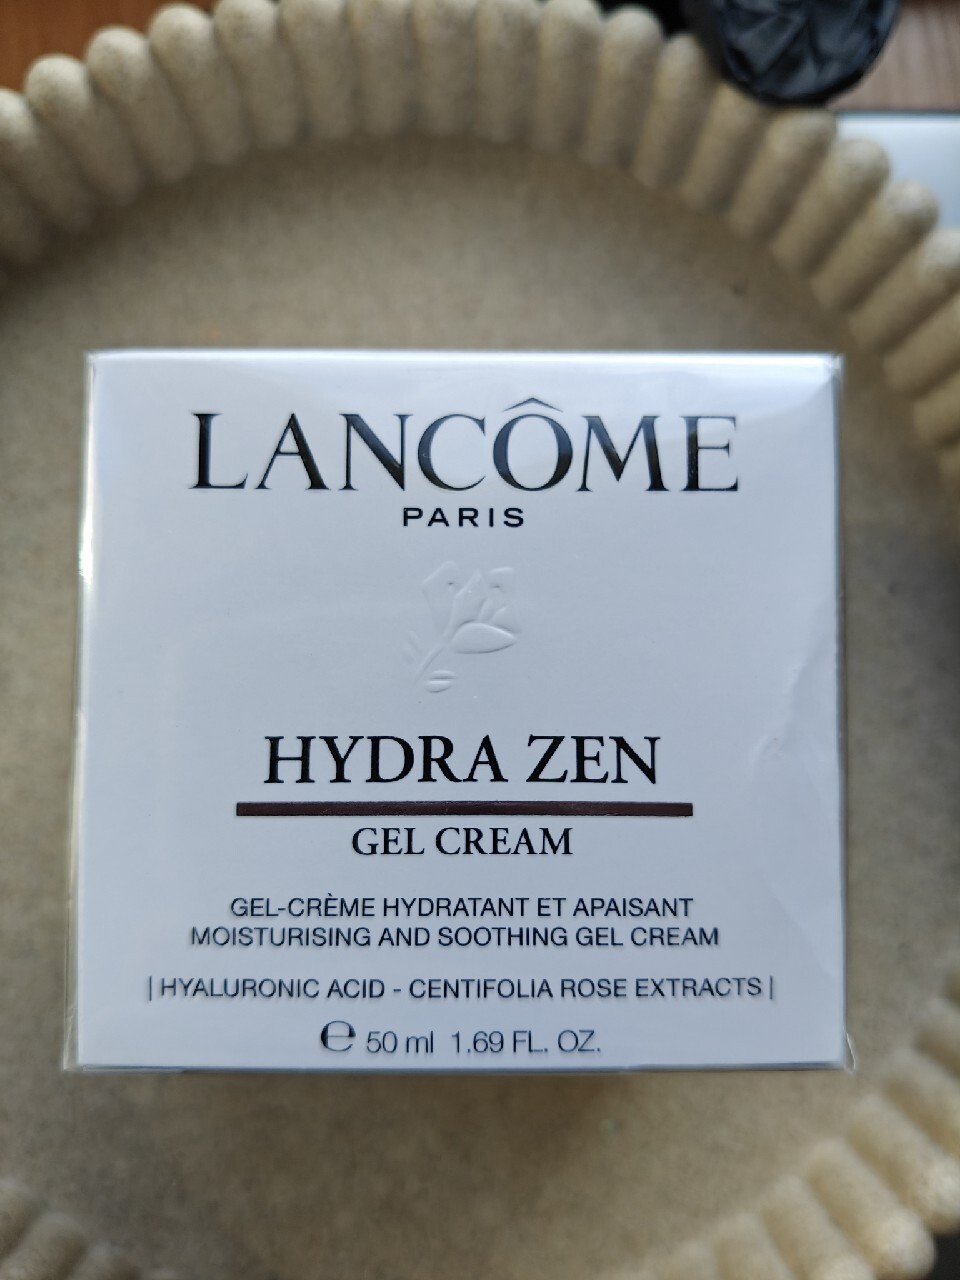 LANCÔME
PARIS
HYDRA ZEN
GEL CREAM
GEL-CRÈME HYDRATANT ET APAISANT
MOISTURISING AND SOOTHING GEL CREAM
| HYALURONIC ACID - CENTIFOLIA ROSE EXTRACTS |
℮ 50 ml 1.69 FL. OZ.